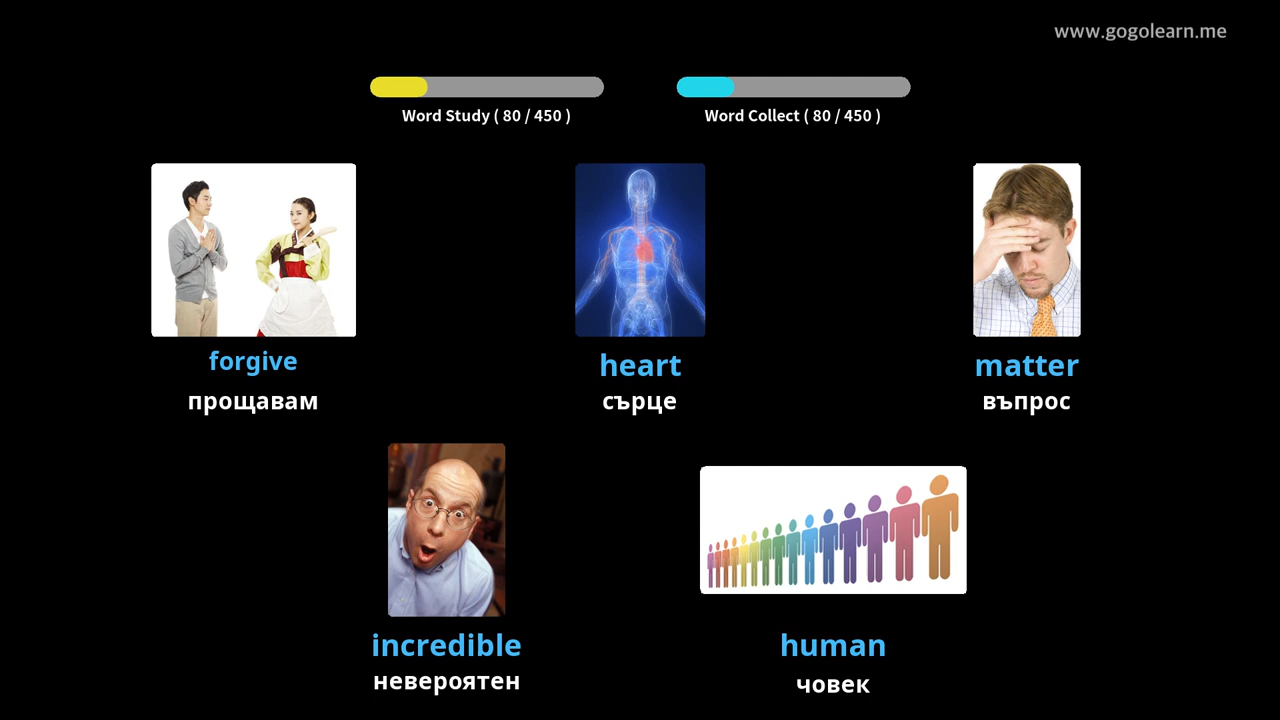 www.gogolearn.me
Word Study ( 80 / 450 )
Word Collect ( 80 / 450 )
forgive
прощавам
heart
сърце
matter
въпрос
incredible
невероятен
human
човек